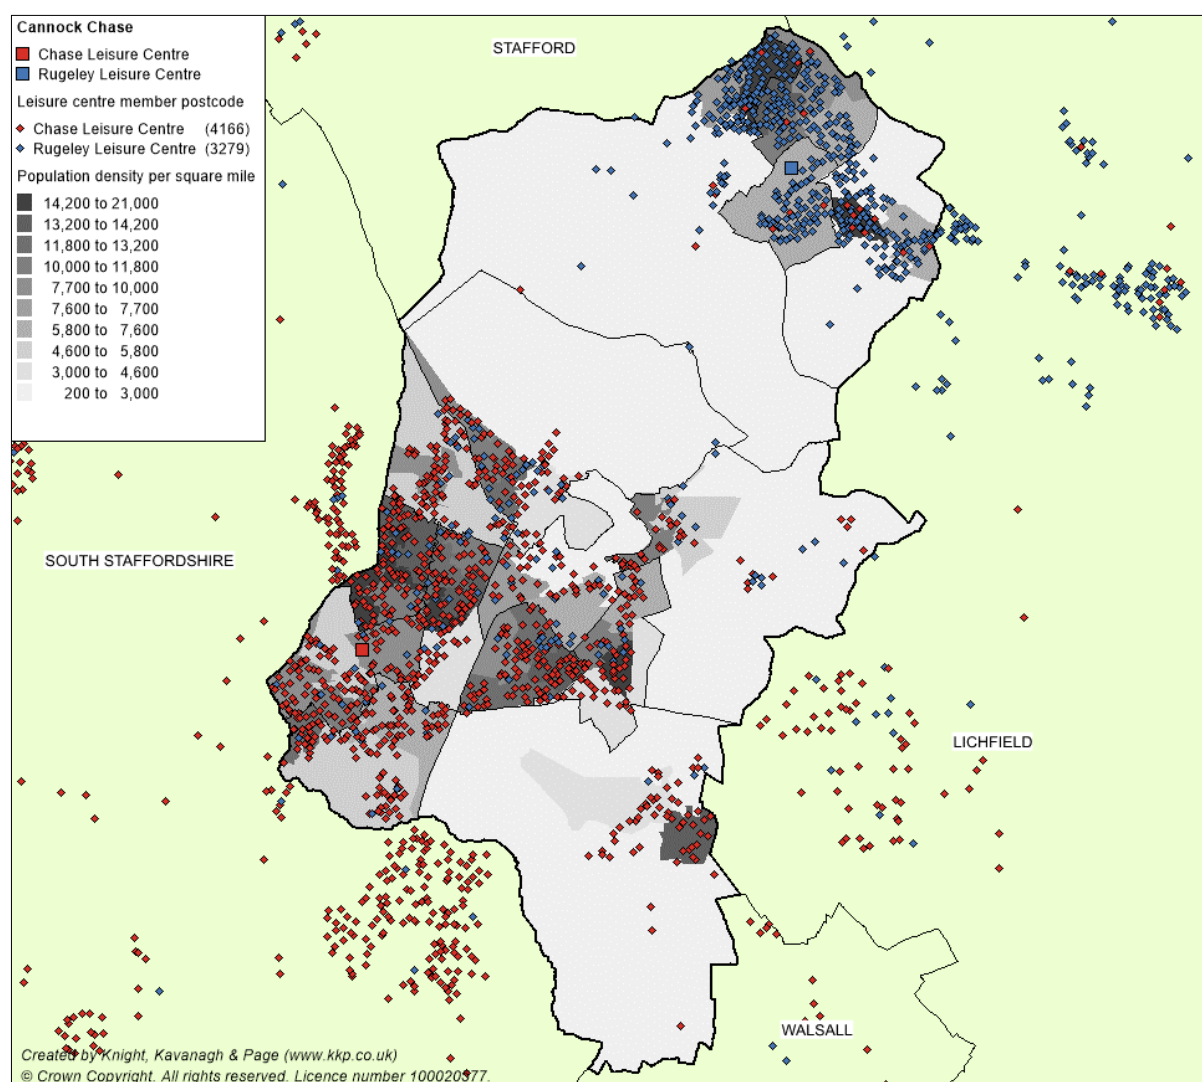 Cannock Chase
Chase Leisure Centre
Rugeley Leisure Centre
Leisure centre member postcode
Chase Leisure Centre (4166)
Rugeley Leisure Centre (3279)
Population density per square mile
14,200 to 21,000
13,200 to 14,200
11,800 to 13,200
10,000 to 11,800
7,700 to 10,000
7,600 to 7,700
5,800 to 7,600
4,600 to 5,800
3,000 to 4,600
200 to 3,000
STAFFORD
SOUTH STAFFORDSHIRE
LICHFIELD
WALSALL
Created by Knight, Kavanagh & Page (www.kkp.co.uk)
© Crown Copyright. All rights reserved. Licence number 100020577.